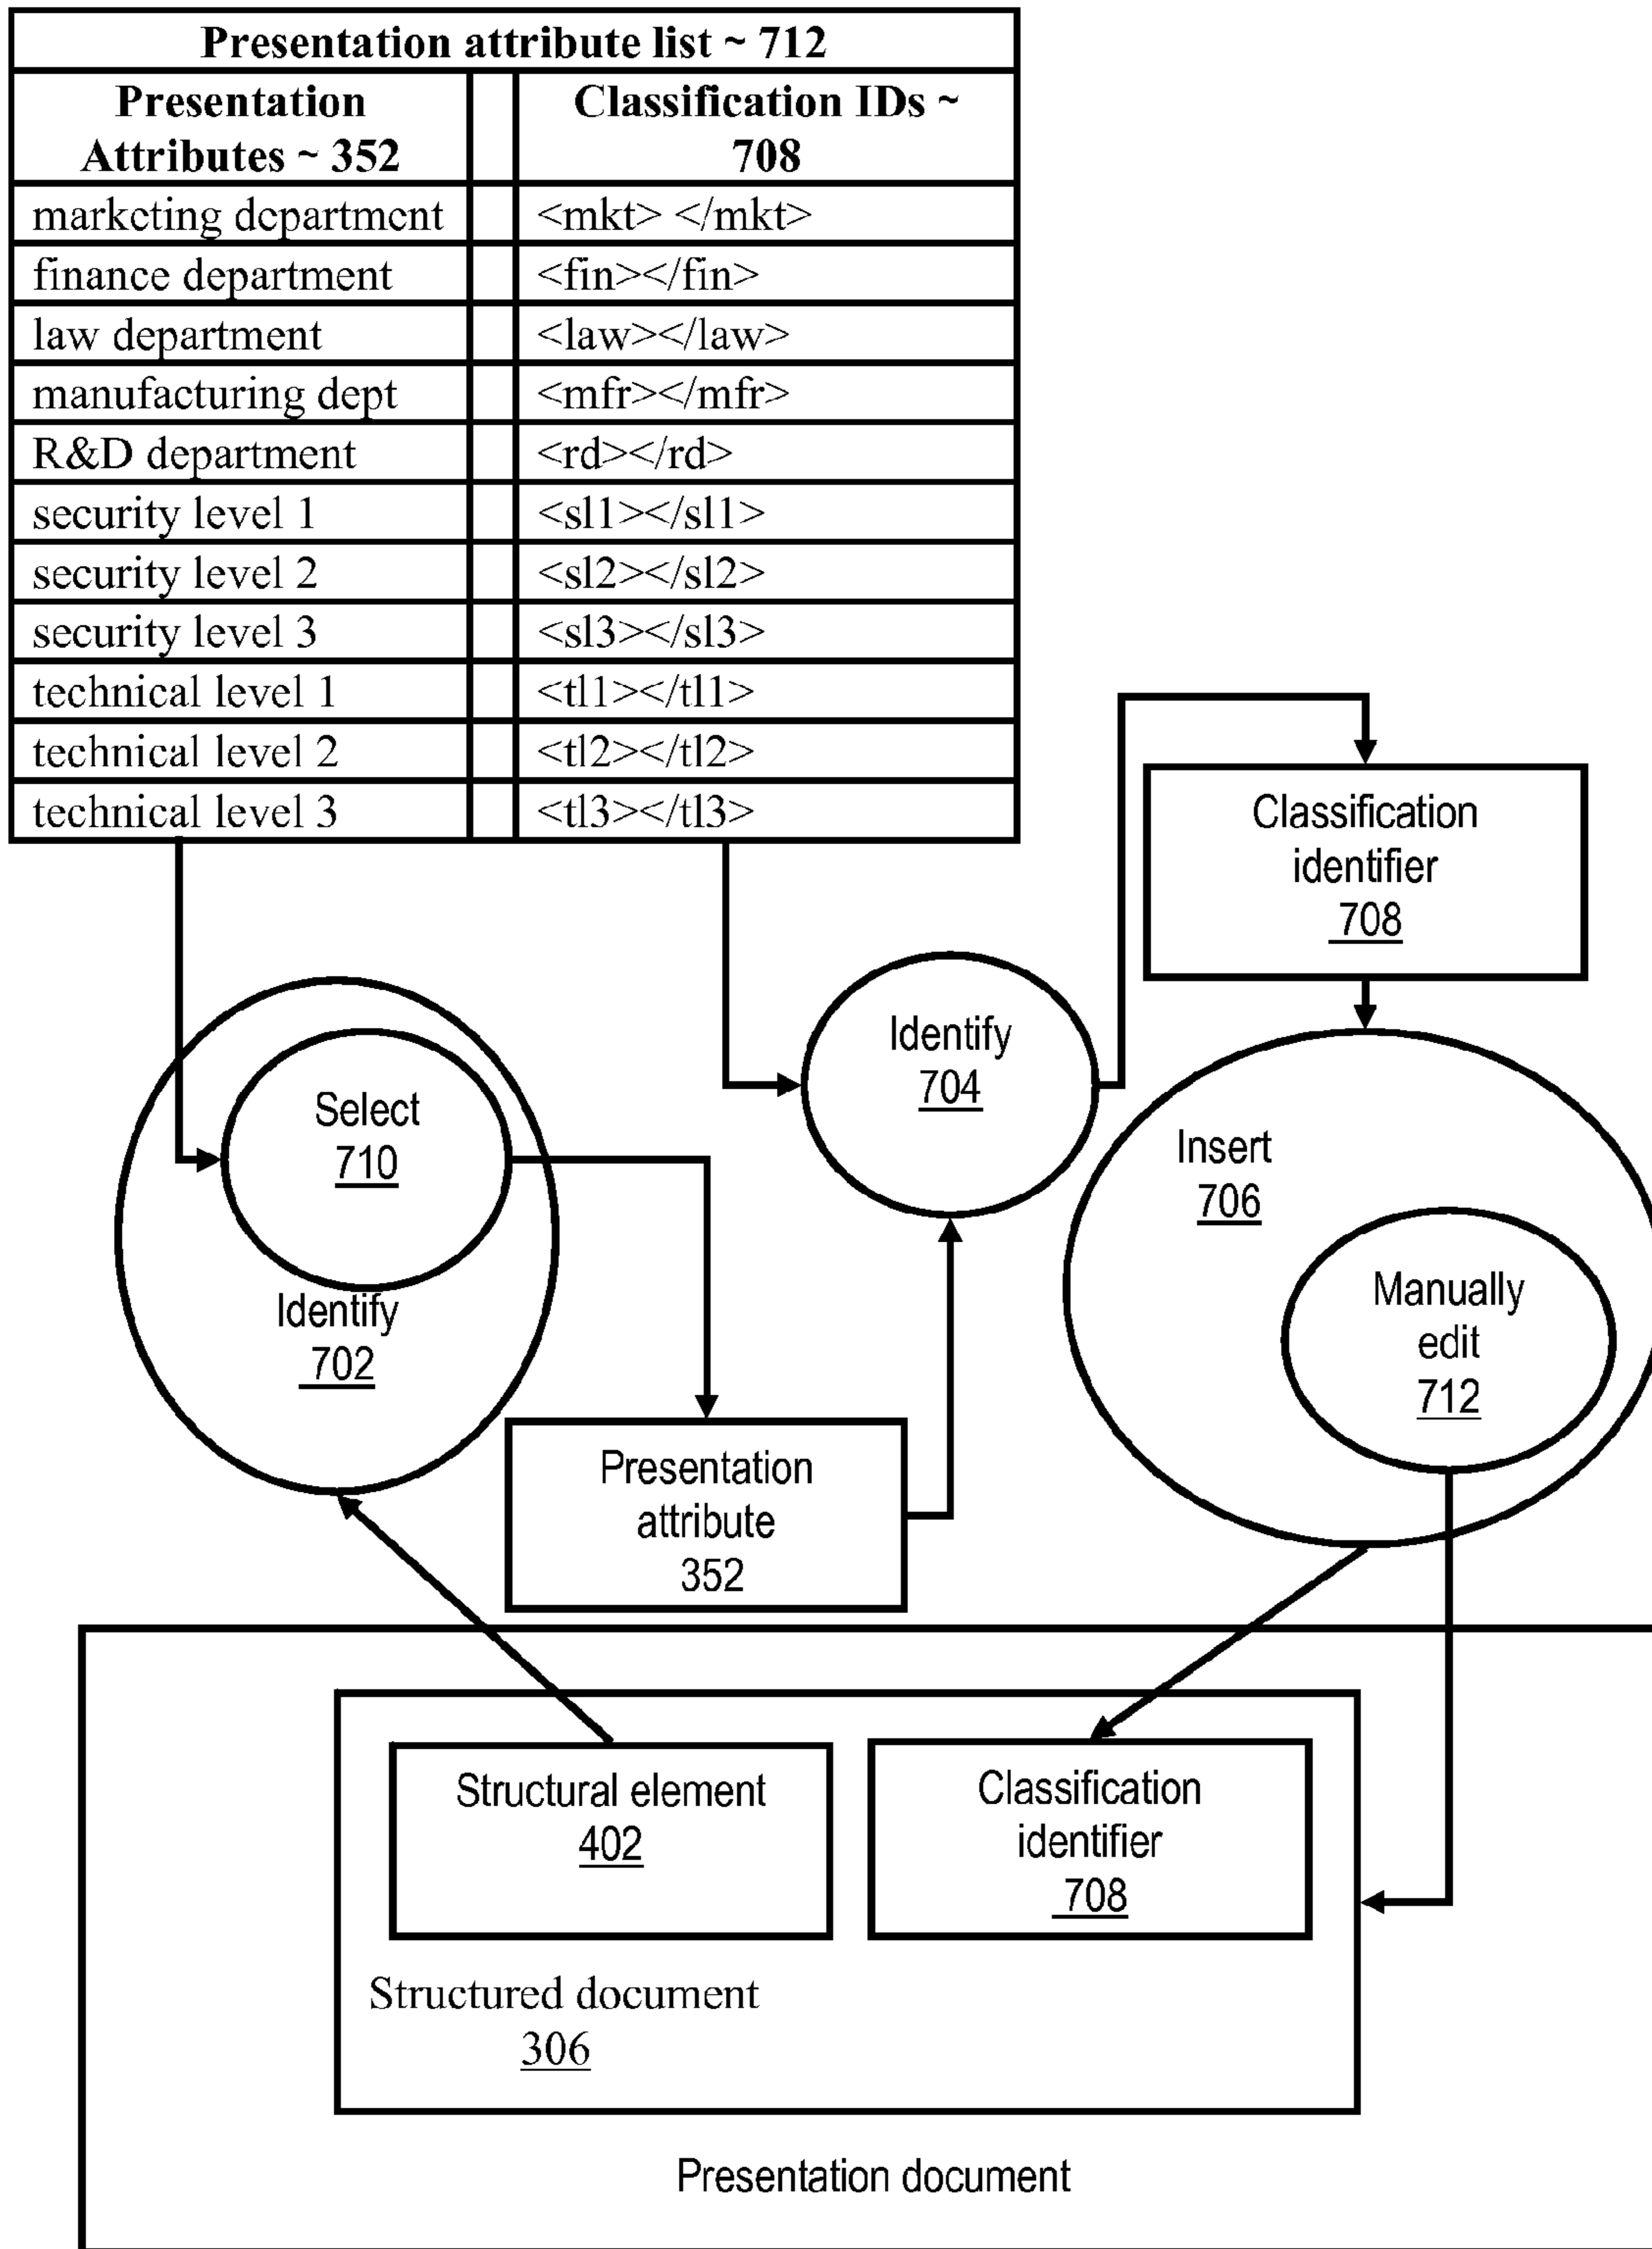 Presentation attribute list ~ 712
Presentation
Attributes ~ 352
Classification IDs ~
708
marketing department
<mkt> </mkt>
finance department
<fin></fin>
law department
<law></law>
manufacturing dept
<mfr></mfr>
R&D department
<rd></rd>
security level 1
<sl1></sl1>
security level 2
<sl2></sl2>
security level 3
<sl3></sl3>
technical level 1
<tl1></tl1>
technical level 2
<tl2></tl2>
technical level 3
<tl3></tl3>
Classification
identifier
708
Identify
704
Select
710
Identify
702
Insert
706
Manually
edit
712
Presentation
attribute
352
Structural element
402
Classification
identifier
708
Structured document
306
Presentation document